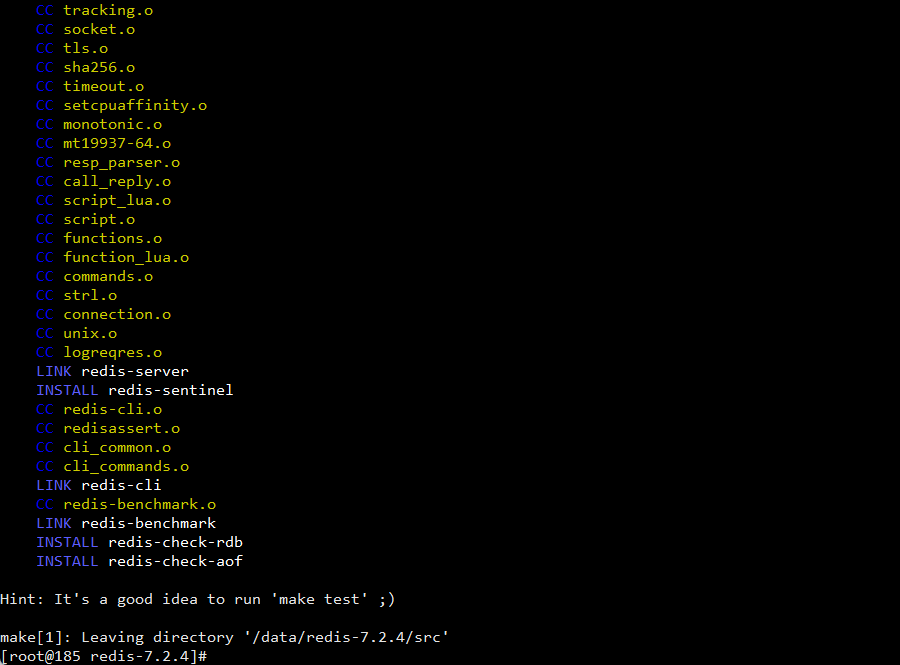 CC tracking.o
CC socket.o
CC tls.o
CC sha256.o
CC timeout.o
CC setcpuaffinity.o
CC monotonic.o
CC mt19937-64.o
CC resp_parser.o
CC call_reply.o
CC script_lua.o
CC script.o
CC functions.o
CC function_lua.o
CC commands.o
CC strl.o
CC connection.o
CC unix.o
CC logreqres.o
LINK redis-server
INSTALL redis-sentinel
CC redis-cli.o
CC redisassert.o
CC cli_common.o
CC cli_commands.o
LINK redis-cli
CC redis-benchmark.o
LINK redis-benchmark
INSTALL redis-check-rdb
INSTALL redis-check-aof
Hint: It's a good idea to run 'make test' ;)
make[1]: Leaving directory '/data/redis-7.2.4/src'
[root@185 redis-7.2.4]#